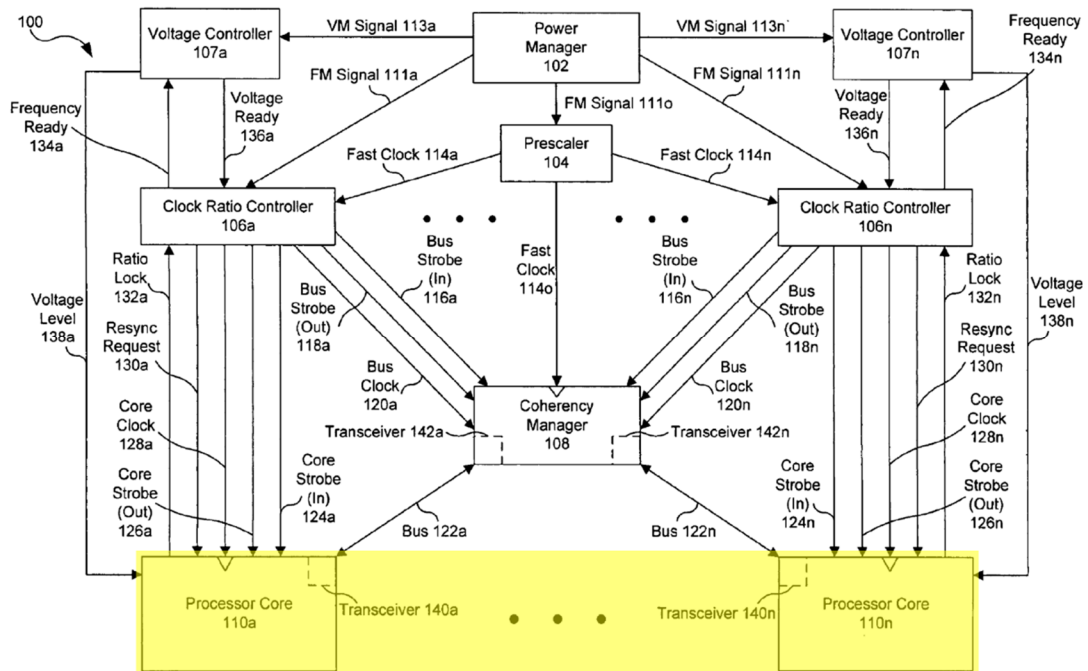 100
Voltage Controller
107a
VM Signal 113a
Power
Manager
102
VM Signal 113n
Voltage Controller
107n
Frequency
Ready
134n
FM Signal 111a
FM Signal 111n
FM Signal 111o
Frequency
Ready
134a
Voltage
Ready
136a
Voltage
Ready
136n
Prescaler
104
Fast Clock 114a
Fast Clock 114n
Clock Ratio Controller
106a
Clock Ratio Controller
106n
Ratio
Lock
132a
Bus
Strobe
(In)
116a
Fast
Clock
114o
Bus
Strobe
(In)
116n
Ratio
Lock
132n
Voltage
Level
138a
Bus
Strobe
(Out)
118a
Bus
Strobe
(Out)
118n
Voltage
Level
138n
Resync
Request
130a
Resync
Request
130n
Bus
Clock
120a
Bus
Clock
120n
Coherency
Manager
108
Core
Clock
128a
Core
Clock
128n
Transceiver 142a
Transceiver 142n
Core
Strobe
(Out)
126a
Core
Strobe
(In)
124a
Core
Strobe
(In)
124n
Core
Strobe
(Out)
126n
Bus 122a
Bus 122n
Processor Core
110a
Transceiver 140a
Transceiver 140n
Processor Core
110n